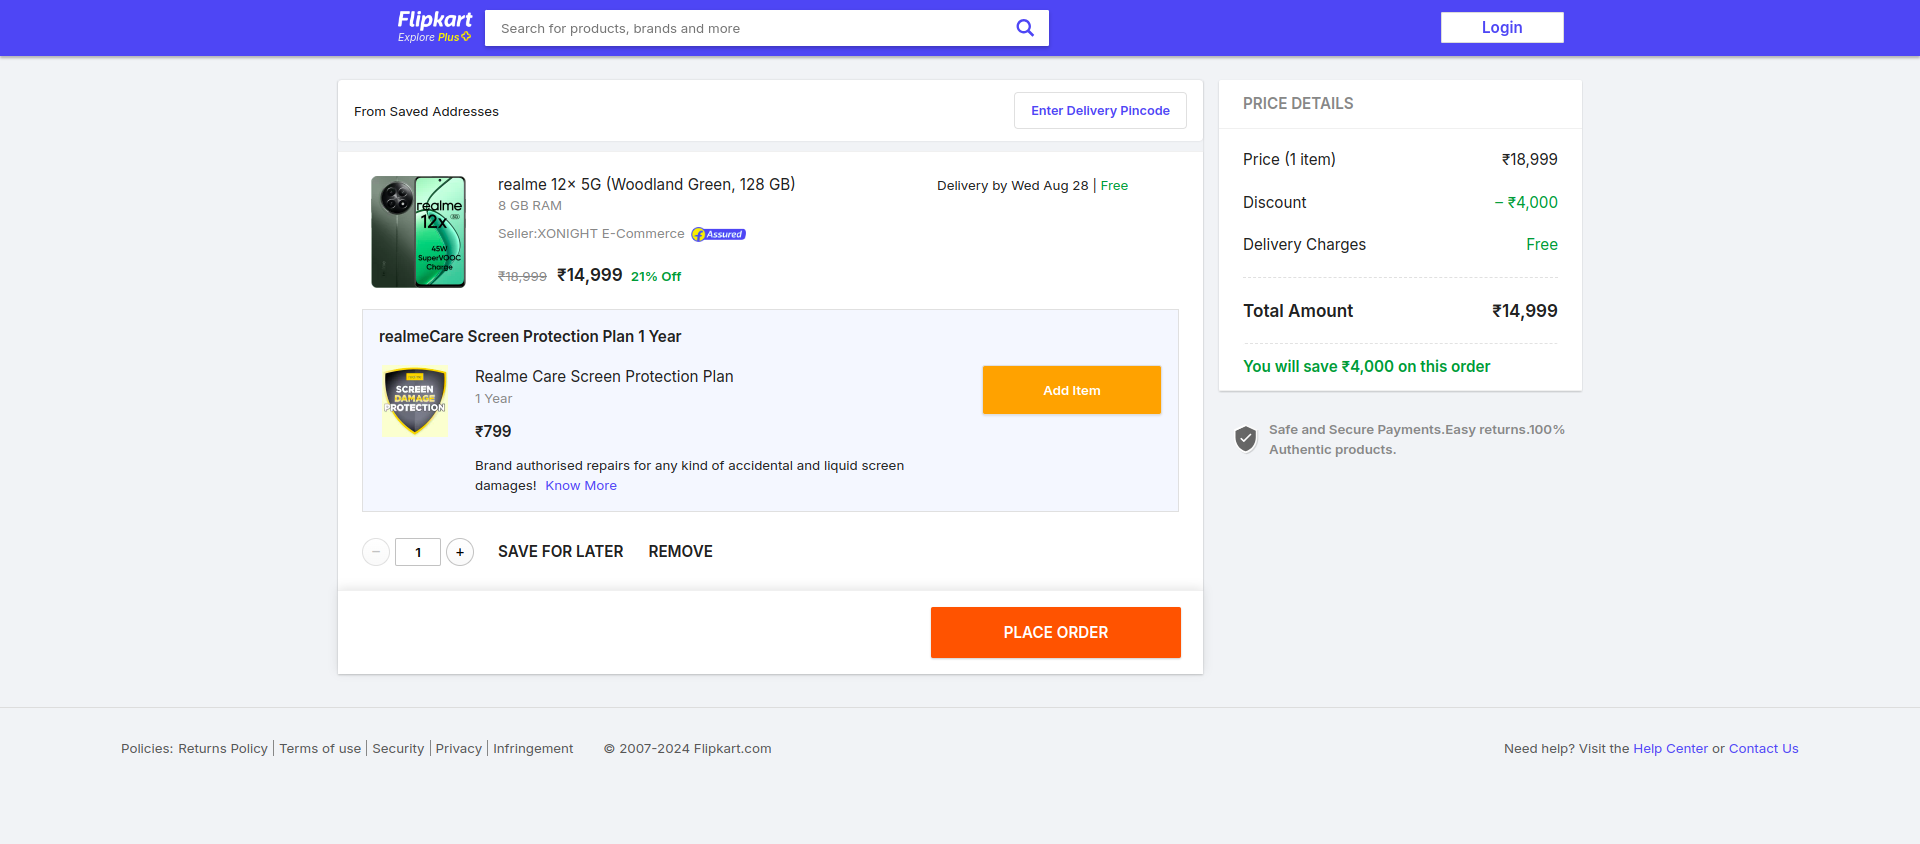 Flipkart
Explore Plus
Search for products, brands and more
Login
From Saved Addresses
Enter Delivery Pincode
realme
12x 5G
45W
SuperVOOC
Charge
realme 12x 5G (Woodland Green, 128 GB)
8 GB RAM
Seller:XONIGHT E-Commerce
f Assured
₹18,999 ₹14,999 21% Off
Delivery by Wed Aug 28 | Free
realmeCare Screen Protection Plan 1 Year
SCREEN
DAMAGE
PROTECTION
Realme Care Screen Protection Plan
1 Year
₹799
Brand authorised repairs for any kind of accidental and liquid screen
damages! Know More
Add Item
− 1 +
SAVE FOR LATER
REMOVE
PLACE ORDER
PRICE DETAILS
Price (1 item) ₹18,999
Discount − ₹4,000
Delivery Charges Free
Total Amount ₹14,999
You will save ₹4,000 on this order
Safe and Secure Payments.Easy returns.100%
Authentic products.
Policies: Returns Policy | Terms of use | Security | Privacy | Infringement © 2007-2024 Flipkart.com
Need help? Visit the Help Center or Contact Us